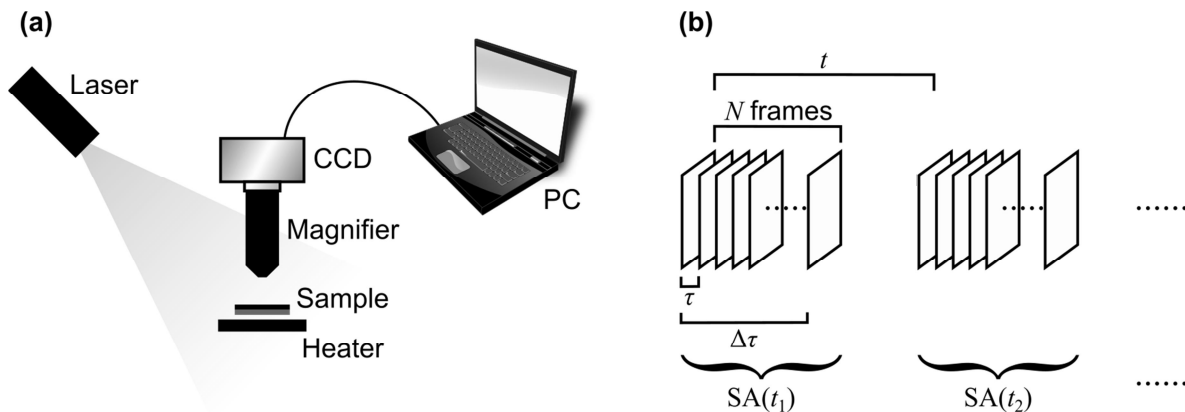 (a)
Laser
CCD
Magnifier
PC
Sample
Heater
(b)
t
N frames
......
......
......
τ
Δτ
SA(t₁)
SA(t₂)
......